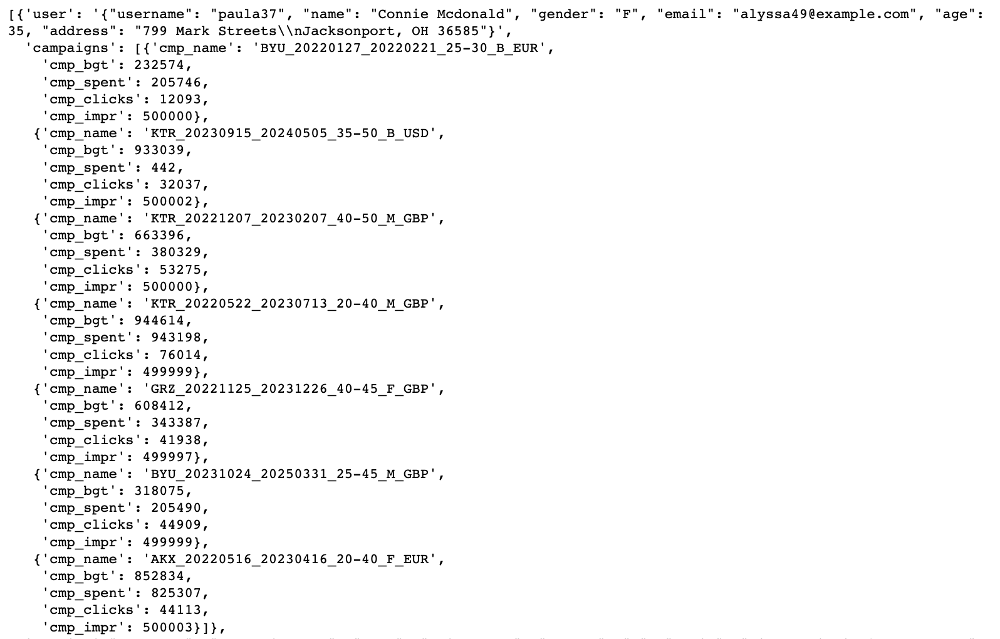 [{'user': '{"username": "paula37", "name": "Connie Mcdonald", "gender": "F", "email": "alyssa49@example.com", "age":
35, "address": "799 Mark Streets\\nJacksonport, OH 36585"}',
'campaigns': [{'cmp_name': 'BYU_20220127_20220221_25-30_B_EUR',
'cmp_bgt': 232574,
'cmp_spent': 205746,
'cmp_clicks': 12093,
'cmp_impr': 500000},
{'cmp_name': 'KTR_20230915_20240505_35-50_B_USD',
'cmp_bgt': 933039,
'cmp_spent': 442,
'cmp_clicks': 32037,
'cmp_impr': 500002},
{'cmp_name': 'KTR_20221207_20230207_40-50_M_GBP',
'cmp_bgt': 663396,
'cmp_spent': 380329,
'cmp_clicks': 53275,
'cmp_impr': 500000},
{'cmp_name': 'KTR_20220522_20230713_20-40_M_GBP',
'cmp_bgt': 944614,
'cmp_spent': 943198,
'cmp_clicks': 76014,
'cmp_impr': 499999},
{'cmp_name': 'GRZ_20221125_20231226_40-45_F_GBP',
'cmp_bgt': 608412,
'cmp_spent': 343387,
'cmp_clicks': 41938,
'cmp_impr': 499997},
{'cmp_name': 'BYU_20231024_20250331_25-45_M_GBP',
'cmp_bgt': 318075,
'cmp_spent': 205490,
'cmp_clicks': 44909,
'cmp_impr': 499999},
{'cmp_name': 'AKX_20220516_20230416_20-40_F_EUR',
'cmp_bgt': 852834,
'cmp_spent': 825307,
'cmp_clicks': 44113,
'cmp_impr': 500003}]},